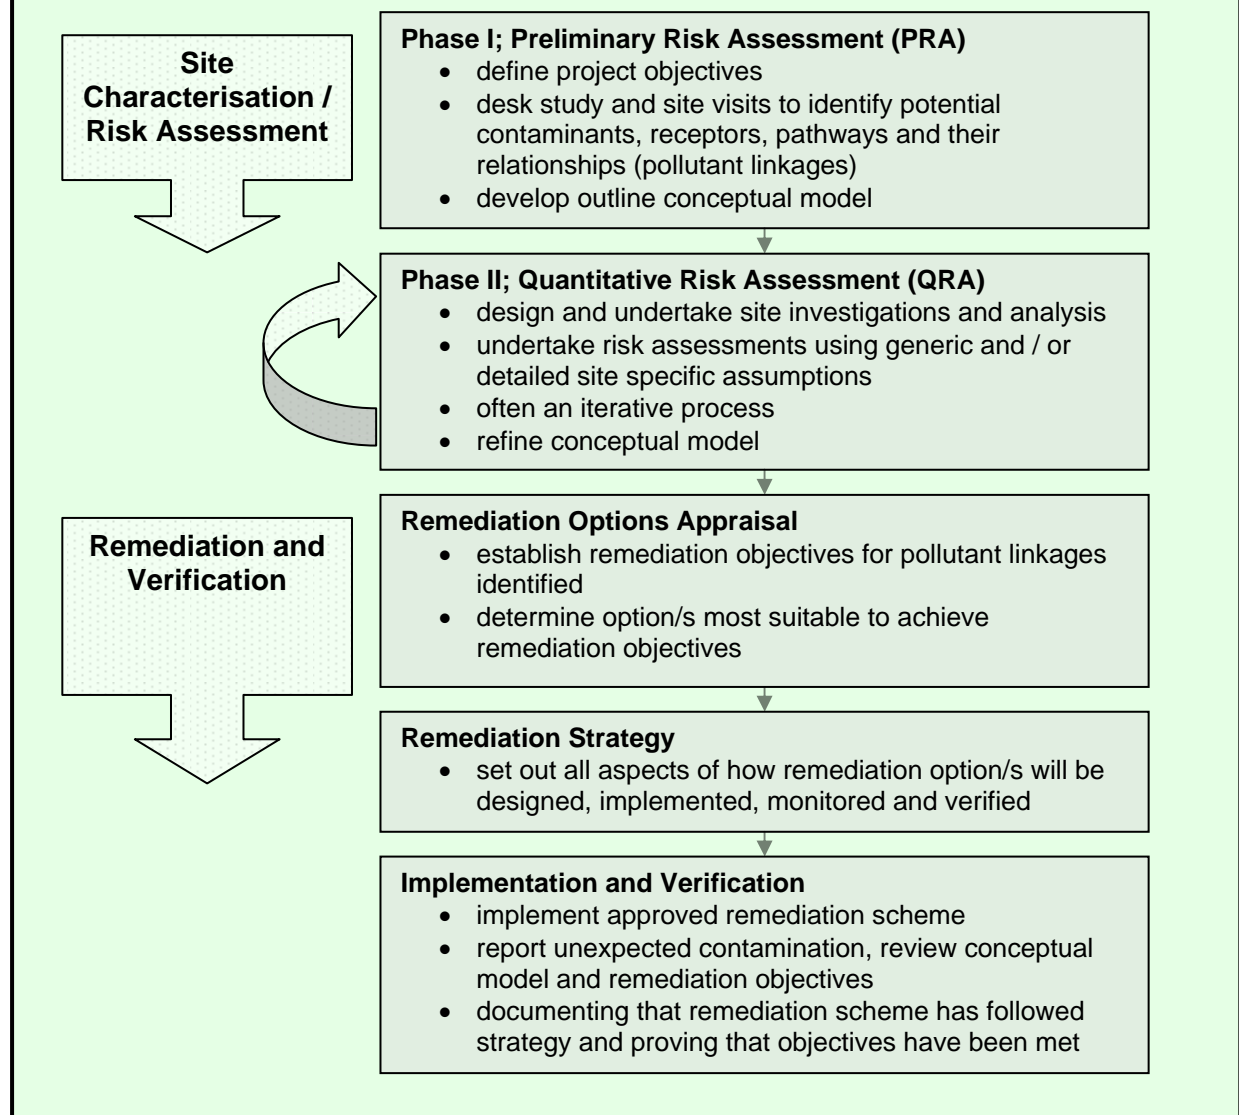 Site
Characterisation /
Risk Assessment
Phase I; Preliminary Risk Assessment (PRA)
• define project objectives
• desk study and site visits to identify potential
contaminants, receptors, pathways and their
relationships (pollutant linkages)
• develop outline conceptual model
Phase II; Quantitative Risk Assessment (QRA)
• design and undertake site investigations and analysis
• undertake risk assessments using generic and / or
detailed site specific assumptions
• often an iterative process
• refine conceptual model
Remediation and
Verification
Remediation Options Appraisal
• establish remediation objectives for pollutant linkages
identified
• determine option/s most suitable to achieve
remediation objectives
Remediation Strategy
• set out all aspects of how remediation option/s will be
designed, implemented, monitored and verified
Implementation and Verification
• implement approved remediation scheme
• report unexpected contamination, review conceptual
model and remediation objectives
• documenting that remediation scheme has followed
strategy and proving that objectives have been met